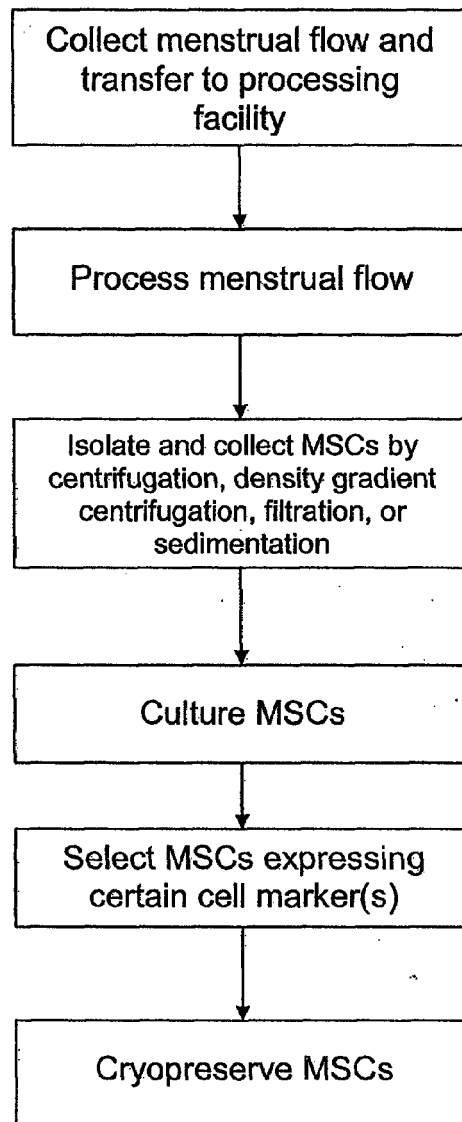 Collect menstrual flow and
transfer to processing
facility
Process menstrual flow
Isolate and collect MSCs by
centrifugation, density gradient
centrifugation, filtration, or
sedimentation
Culture MSCs
Select MSCs expressing
certain cell marker(s)
Cryopreserve MSCs